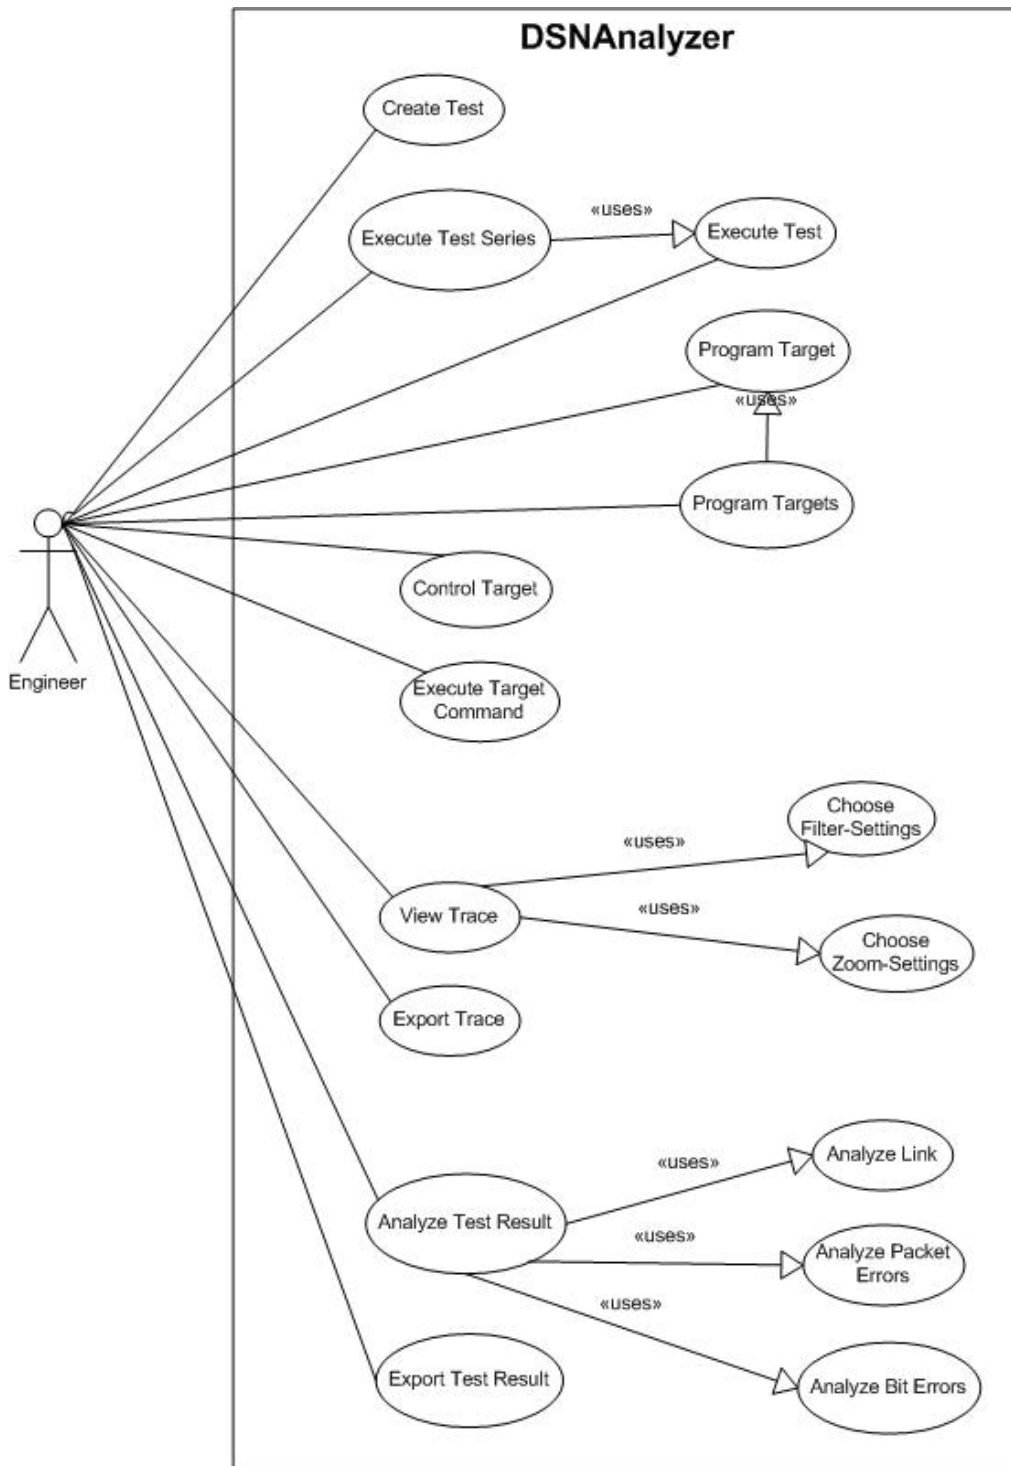 DSNAnalyzer
Create Test
«uses»
Execute Test Series
Execute Test
Program Target
«uses»
Program Targets
Control Target
Engineer
Execute Target
Command
Choose
Filter-Settings
«uses»
View Trace
«uses»
Choose
Zoom-Settings
Export Trace
Analyze Link
«uses»
Analyze Test Result
«uses»
Analyze Packet
Errors
«uses»
Export Test Result
Analyze Bit Errors